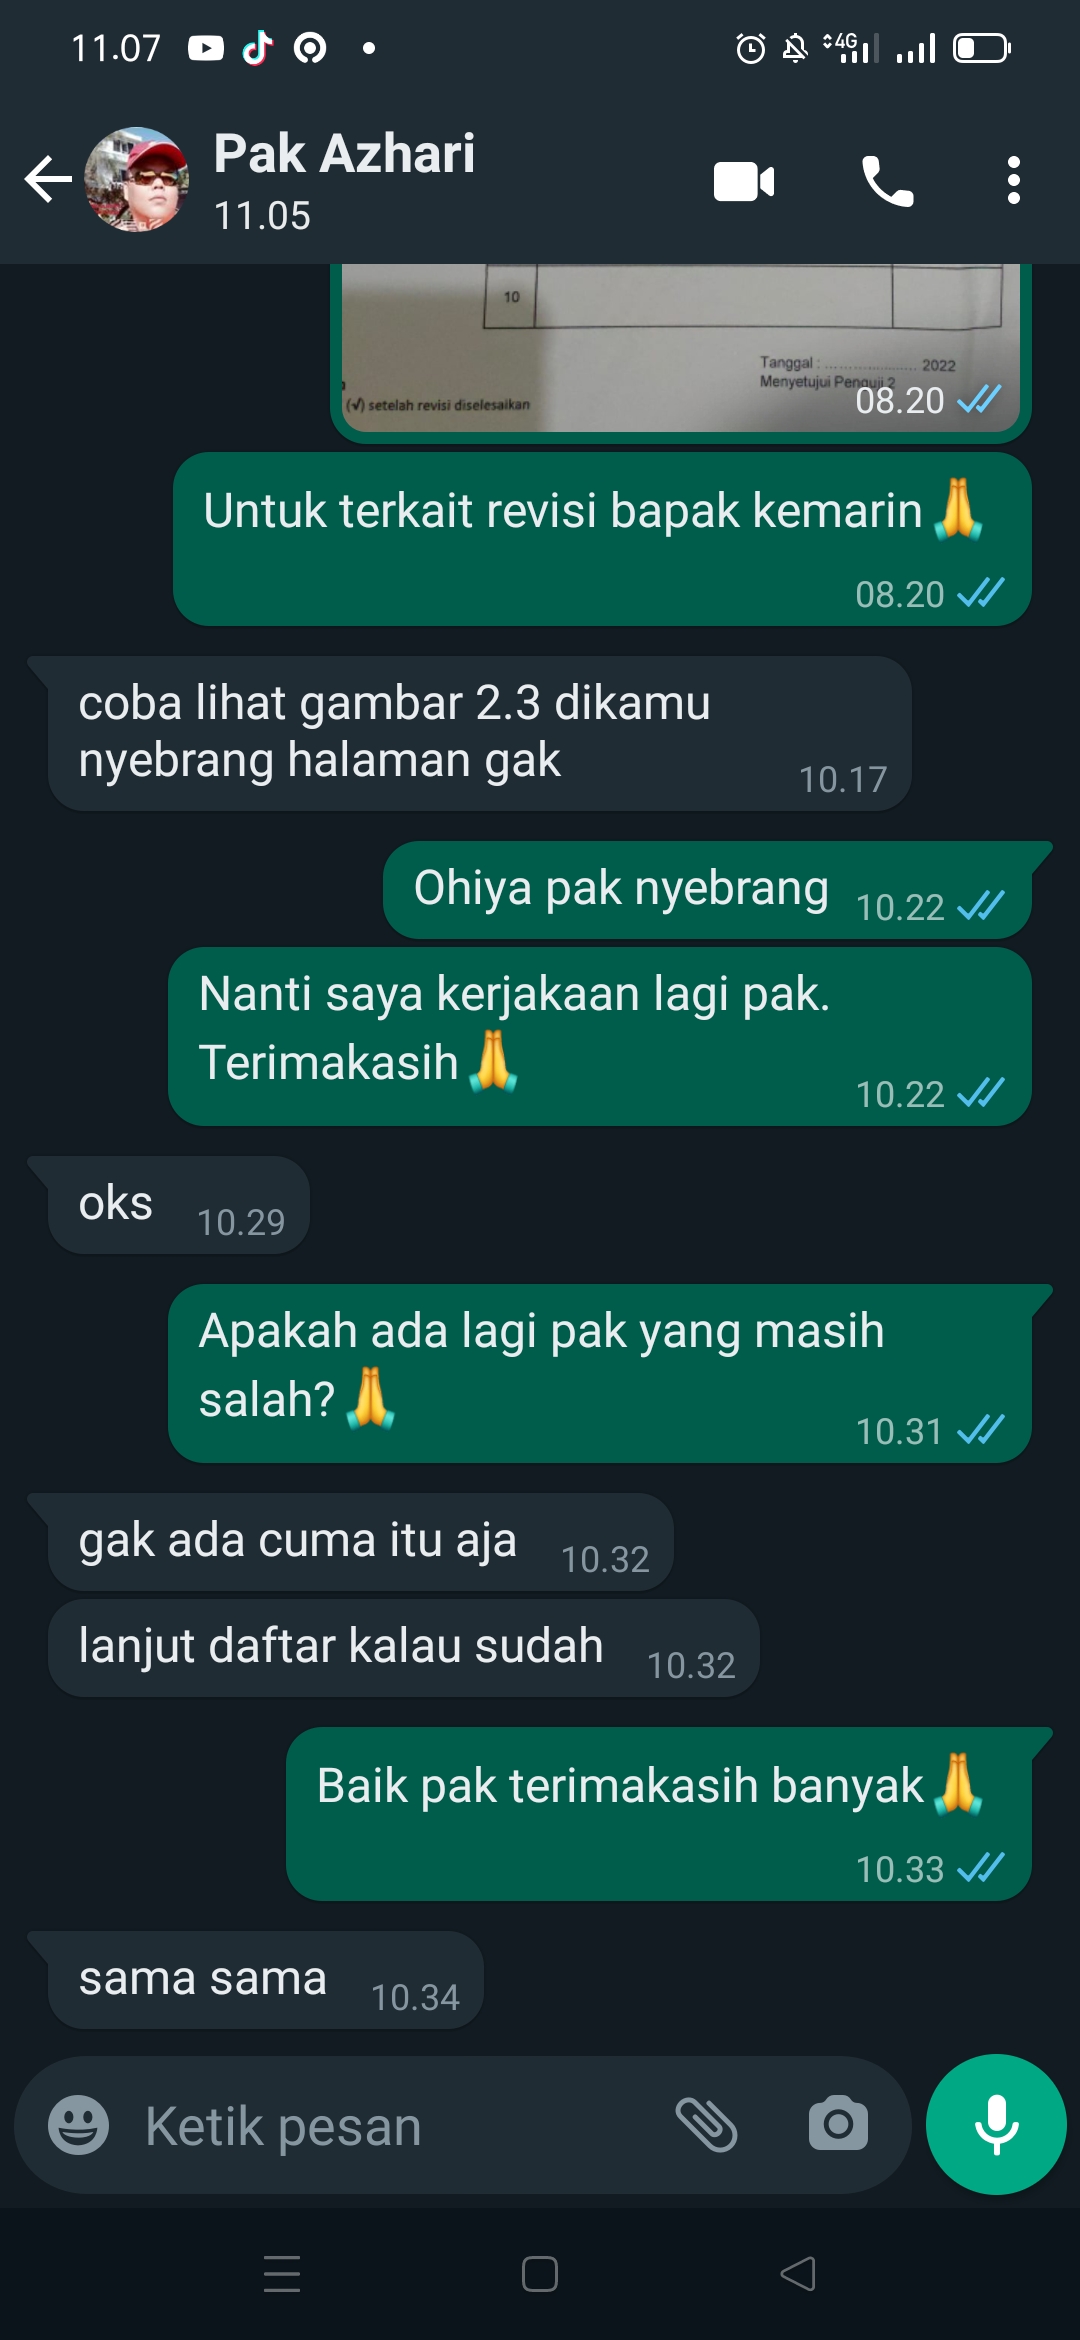 11.07
4G
Pak Azhari
11.05
10
Tanggal : ........................ 2022
Menyetujui Penguji 2
(√) setelah revisi diselesaikan
08.20
Untuk terkait revisi bapak kemarin🙏
08.20
coba lihat gambar 2.3 dikamu
nyebrang halaman gak
10.17
Ohiya pak nyebrang
10.22
Nanti saya kerjakaan lagi pak.
Terimakasih🙏
10.22
oks
10.29
Apakah ada lagi pak yang masih
salah?🙏
10.31
gak ada cuma itu aja
10.32
lanjut daftar kalau sudah
10.32
Baik pak terimakasih banyak🙏
10.33
sama sama
10.34
Ketik pesan